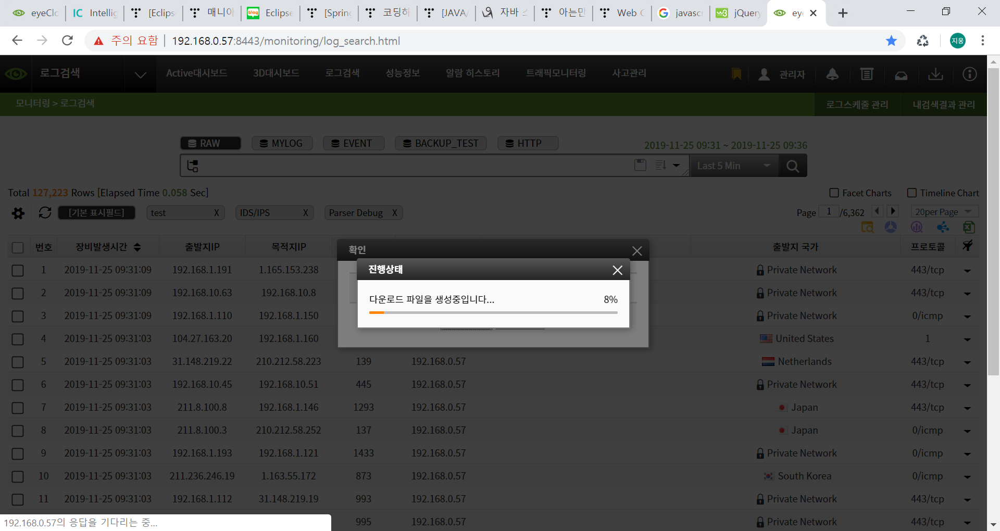 eyeClo
IC Intellig
[Eclips
매니아
blog Eclipse
[Spring
코딩하
[JAVA/
자바 스
아는만
Web C
javascr
w3 jQuery
eye
주의 요함 192.168.0.57:8443/monitoring/log_search.html
지웅
로그검색 Active대시보드 3D대시보드 로그검색 성능정보 알람 히스토리 트래픽모니터링 사고관리 관리자
모니터링 > 로그검색 로그스케줄 관리 내검색결과 관리
RAW MYLOG EVENT BACKUP_TEST HTTP 2019-11-25 09:31 ~ 2019-11-25 09:36
Last 5 Min
Total 127,223 Rows [Elapsed Time 0.058 Sec] Facet Charts Timeline Chart
[기본 표시필드] test X IDS/IPS X Parser Debug X Page 1 /6,362 20per Page
번호 장비발생시간 출발지IP 목적지IP 출발지 국가 프로토콜
확인
진행상태
다운로드 파일을 생성중입니다... 8%
1 2019-11-25 09:31:09 192.168.1.191 1.165.153.238 Private Network 443/tcp
2 2019-11-25 09:31:09 192.168.10.63 192.168.10.8 Private Network 443/tcp
3 2019-11-25 09:31:09 192.168.1.110 192.168.1.150 Private Network 0/icmp
4 2019-11-25 09:31:03 104.27.163.20 192.168.1.160 United States 1
5 2019-11-25 09:31:03 31.148.219.22 210.212.58.223 139 192.168.0.57 Netherlands 443/tcp
6 2019-11-25 09:31:03 192.168.10.45 192.168.10.51 445 192.168.0.57 Private Network 443/tcp
7 2019-11-25 09:31:03 211.8.100.8 192.168.1.146 1293 192.168.0.57 Japan 443/tcp
8 2019-11-25 09:31:03 211.8.100.3 210.212.58.252 137 192.168.0.57 Japan 0/icmp
9 2019-11-25 09:31:03 192.168.1.193 192.168.1.121 1433 192.168.0.57 Private Network 0/icmp
10 2019-11-25 09:31:03 211.236.246.19 1.163.55.172 873 192.168.0.57 South Korea 0/icmp
11 2019-11-25 09:31:03 192.168.1.112 31.148.219.19 993 192.168.0.57 Private Network 443/tcp
995 192.168.0.57 Private Network 443/tcp
192.168.0.57의 응답을 기다리는 중...